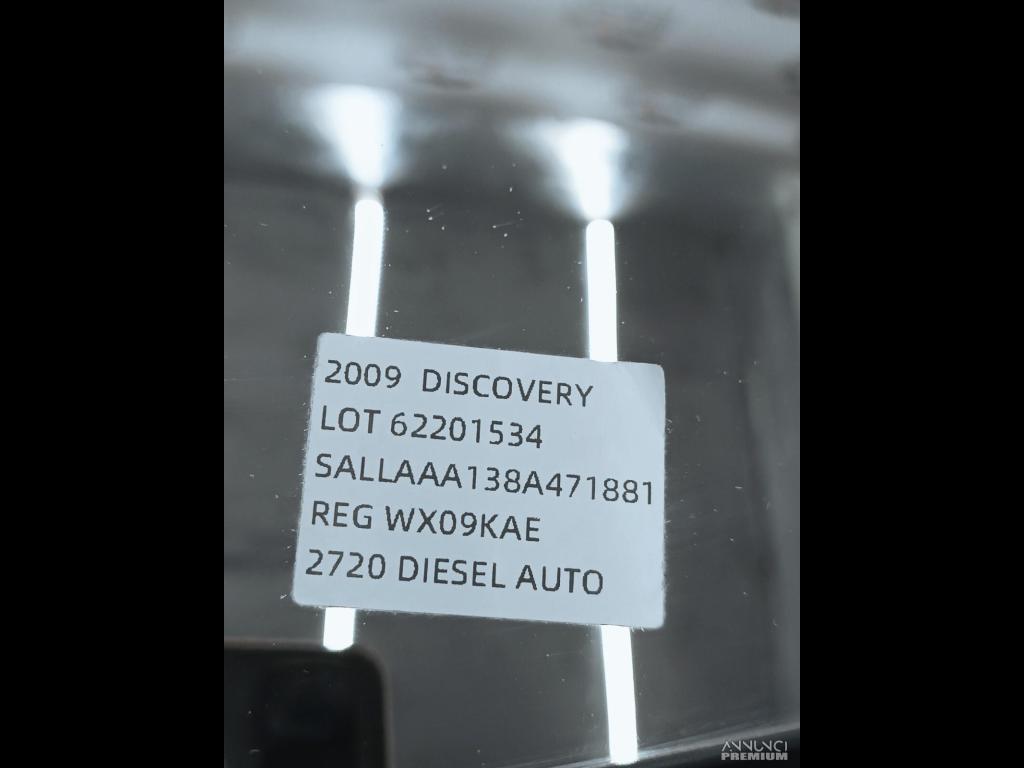 2009 DISCOVERY
LOT 62201534
SALLAAA138A471881
REG WX09KAE
2720 DIESEL AUTO
ANNUNCI
PREMIUM